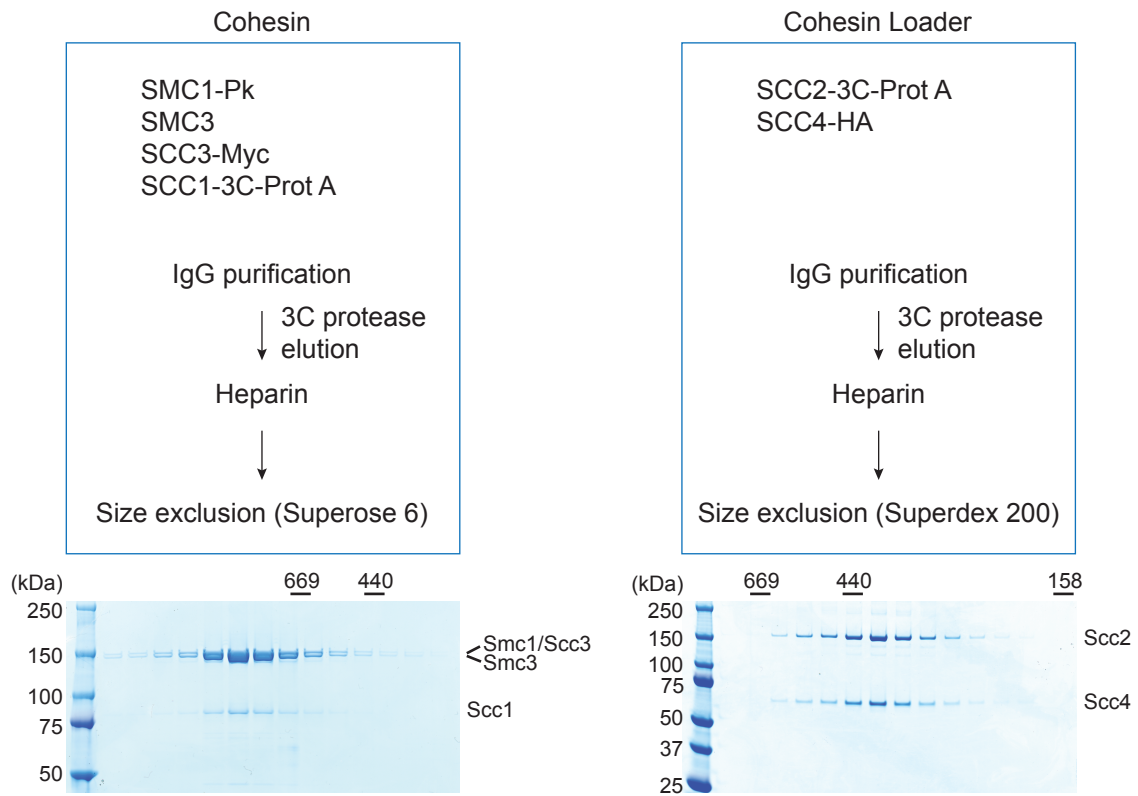 Cohesin
SMC1-Pk
SMC3
SCC3-Myc
SCC1-3C-Prot A
IgG purification
3C protease
elution
Heparin
Size exclusion (Superose 6)
(kDa)
669
440
250
150
100
75
50
Smc1/Scc3
Smc3
Scc1
Cohesin Loader
SCC2-3C-Prot A
SCC4-HA
IgG purification
3C protease
elution
Heparin
Size exclusion (Superdex 200)
(kDa)
669
440
158
250
150
100
75
50
37
25
Scc2
Scc4